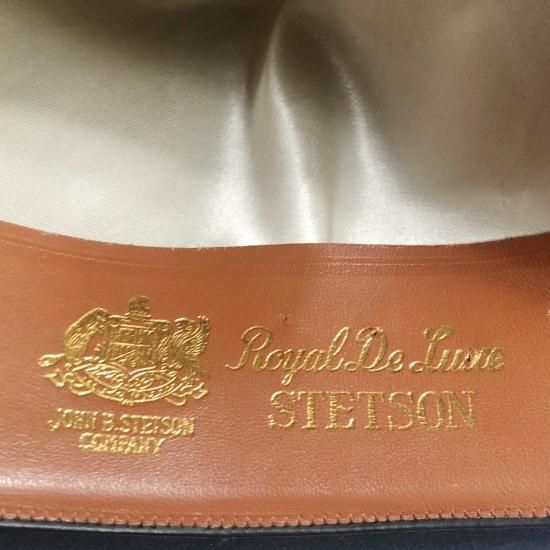 JOHN B. STETSON
COMPANY
Royal De Luxe
STETSON